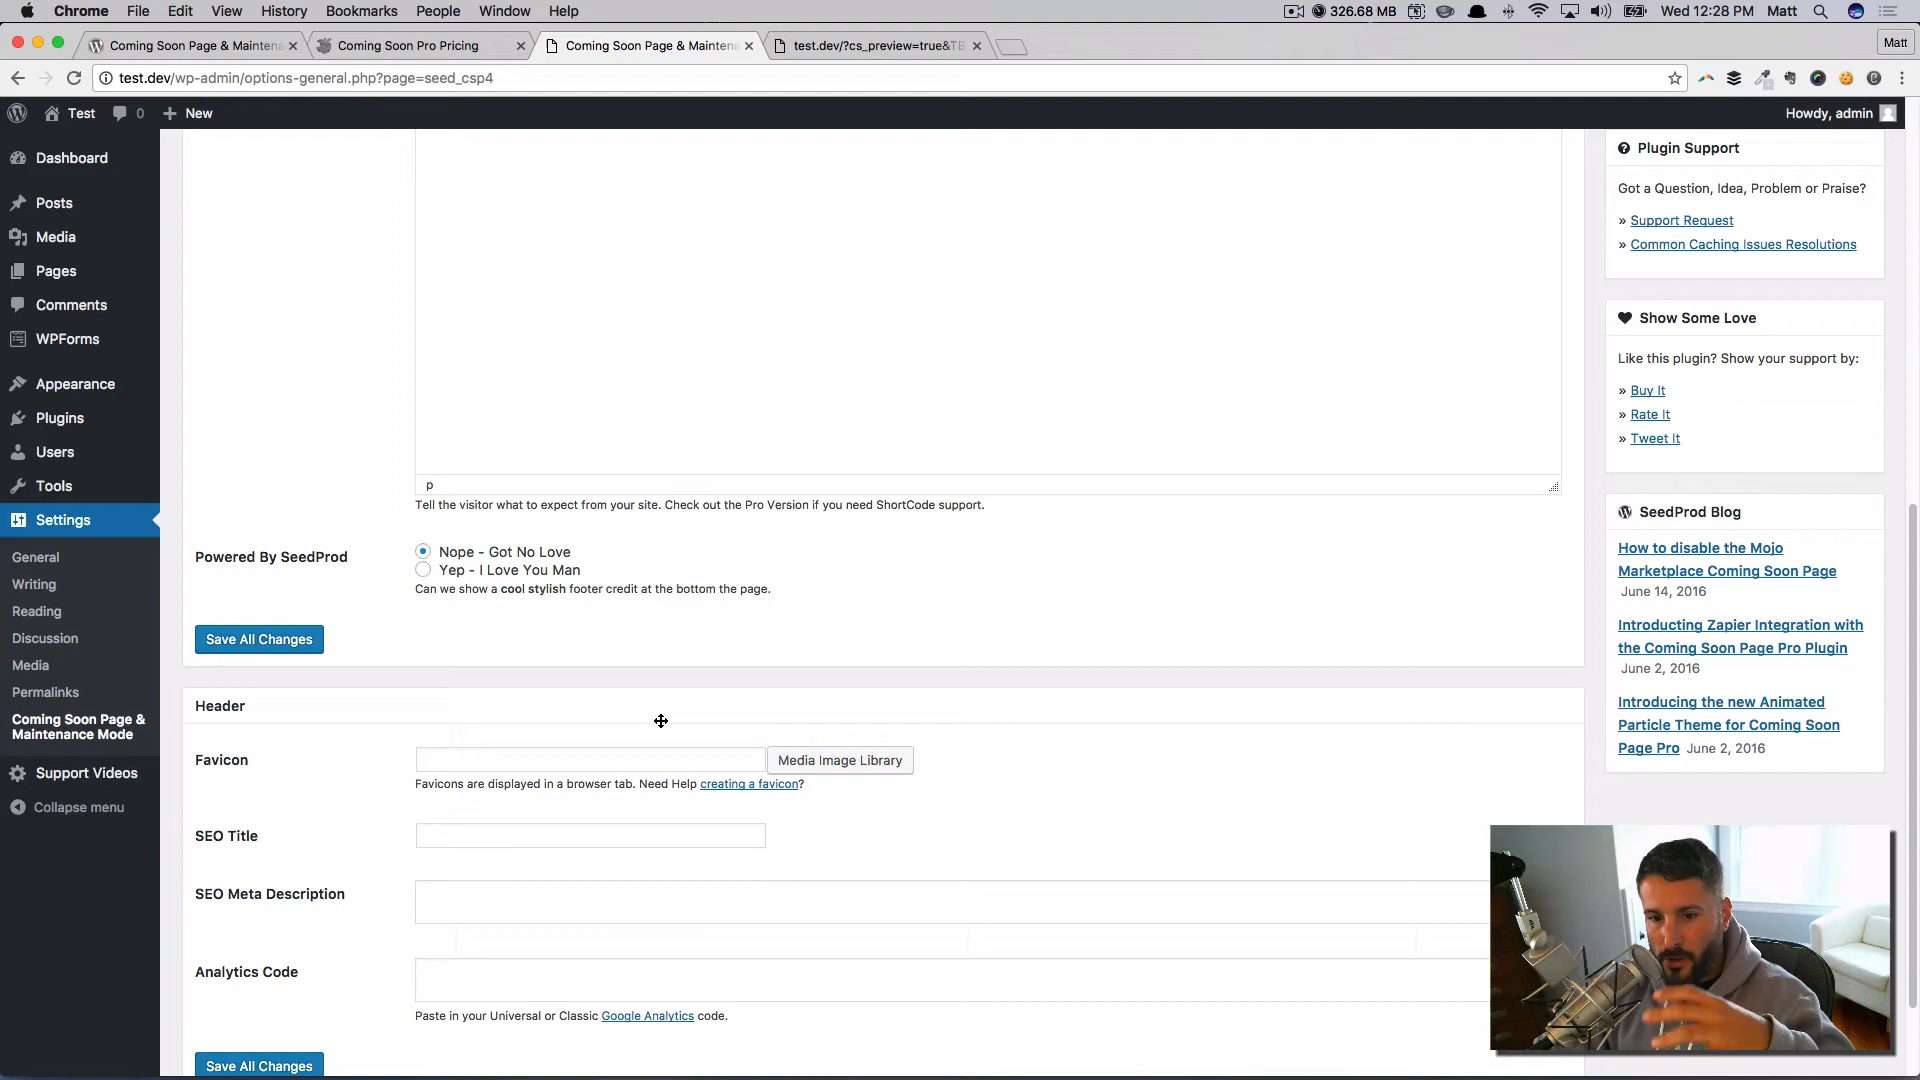 Chrome File Edit View History Bookmarks People Window Help 326.68 MB Wed 12:28 PM Matt
Coming Soon Page & Maintena
Coming Soon Pro Pricing
Coming Soon Page & Maintena
test.dev/?cs_preview=true&TB
Matt
test.dev/wp-admin/options-general.php?page=seed_csp4
Test 0 New Howdy, admin
Dashboard
Posts
Media
Pages
Comments
WPForms
Appearance
Plugins
Users
Tools
Settings
General
Writing
Reading
Discussion
Media
Permalinks
Coming Soon Page &
Maintenance Mode
Support Videos
Collapse menu
p
Tell the visitor what to expect from your site. Check out the Pro Version if you need ShortCode support.
Powered By SeedProd
Nope - Got No Love
Yep - I Love You Man
Can we show a cool stylish footer credit at the bottom the page.
Save All Changes
Header
Favicon
Media Image Library
Favicons are displayed in a browser tab. Need Help creating a favicon?
SEO Title
SEO Meta Description
Analytics Code
Paste in your Universal or Classic Google Analytics code.
Save All Changes
Plugin Support
Got a Question, Idea, Problem or Praise?
» Support Request
» Common Caching Issues Resolutions
Show Some Love
Like this plugin? Show your support by:
» Buy It
» Rate It
» Tweet It
SeedProd Blog
How to disable the Mojo
Marketplace Coming Soon Page
June 14, 2016
Introducing Zapier Integration with
the Coming Soon Page Pro Plugin
June 2, 2016
Introducing the new Animated
Particle Theme for Coming Soon
Page Pro June 2, 2016